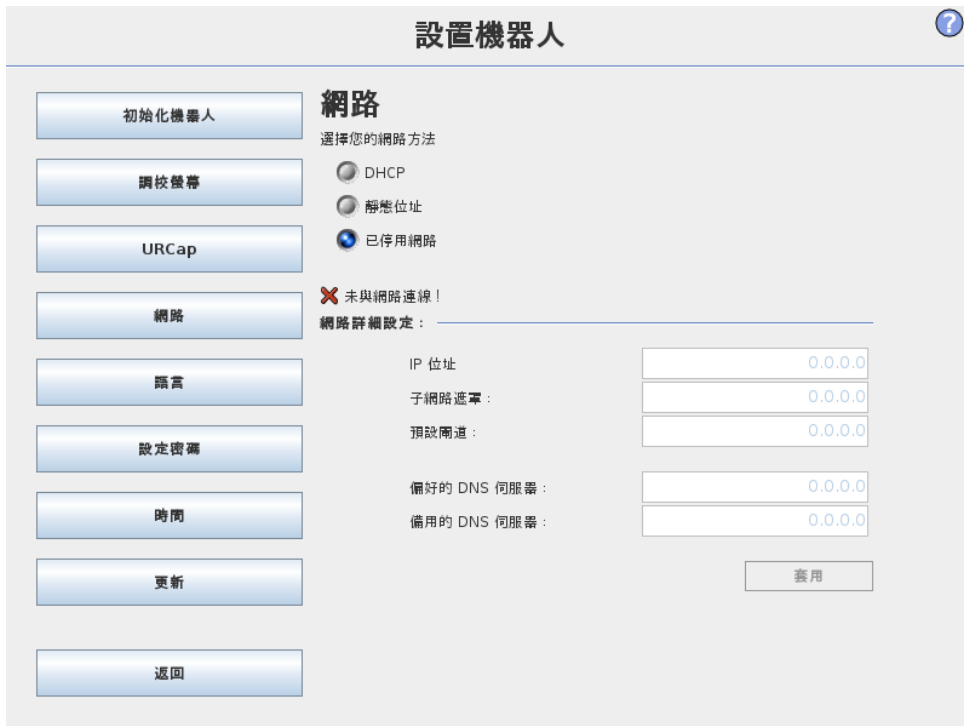 設置機器人
?
初始化機器人
調校螢幕
URCap
網路
語言
設定密碼
時間
更新
返回
網路
選擇您的網路方法
DHCP
靜態位址
已停用網路
未與網路連線！
網路詳細設定：
IP 位址 0.0.0.0
子網路遮罩： 0.0.0.0
預設閘道： 0.0.0.0
偏好的 DNS 伺服器： 0.0.0.0
備用的 DNS 伺服器： 0.0.0.0
套用